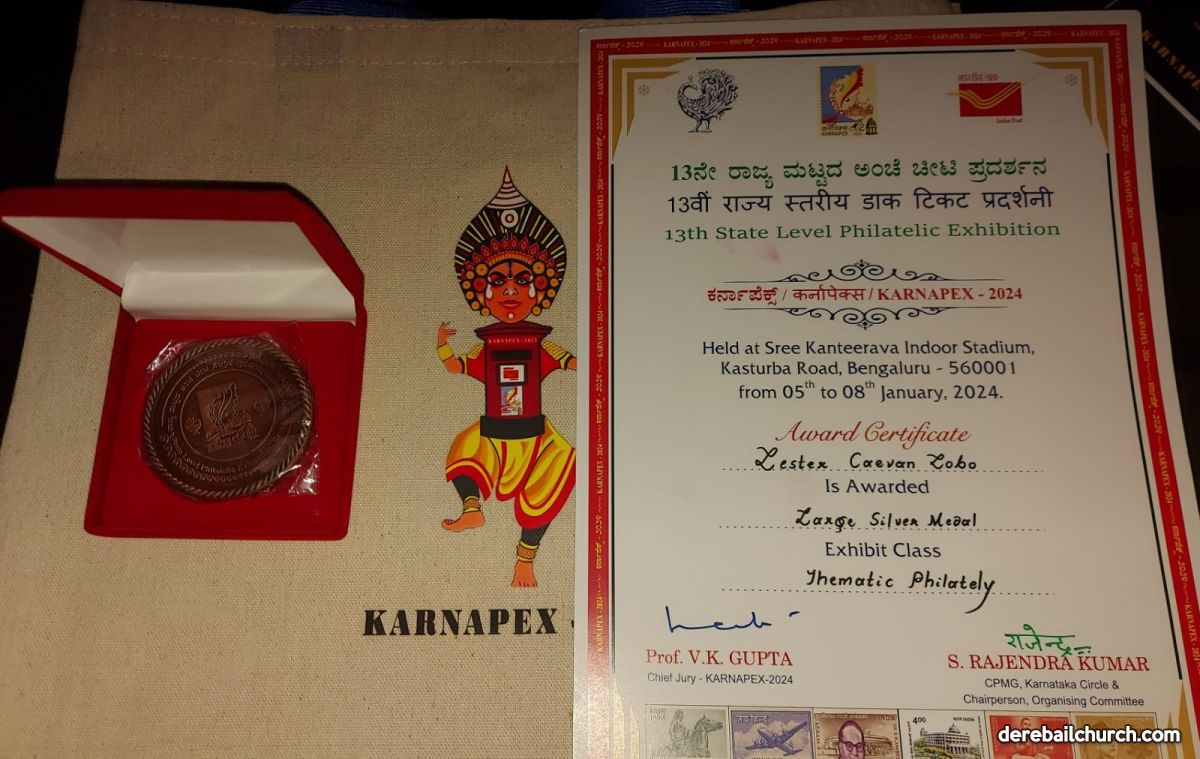 भारतीय डाक
India Post
13ನೇ ರಾಜ್ಯ ಮಟ್ಟದ ಅಂಚೆ ಚೀಟಿ ಪ್ರದರ್ಶನ
13वीं राज्य स्तरीय डाक टिकट प्रदर्शनी
13th State Level Philatelic Exhibition
ಕರ್ನಾಪೆಕ್ಸ್ / कर्नापेक्स / KARNAPEX - 2024
Held at Sree Kanteerava Indoor Stadium,
Kasturba Road, Bengaluru - 560001
from 05th to 08th January, 2024.
Award Certificate
Lester Caevan Lobo
Is Awarded
Large Silver Medal
Exhibit Class
Thematic Philately
राजेन्द्र
Prof. V.K. GUPTA
Chief Jury - KARNAPEX-2024
S. RAJENDRA KUMAR
CPMG, Karnataka Circle &
Chairperson, Organising Committee
KARNAPEX -
derebailchurch.com